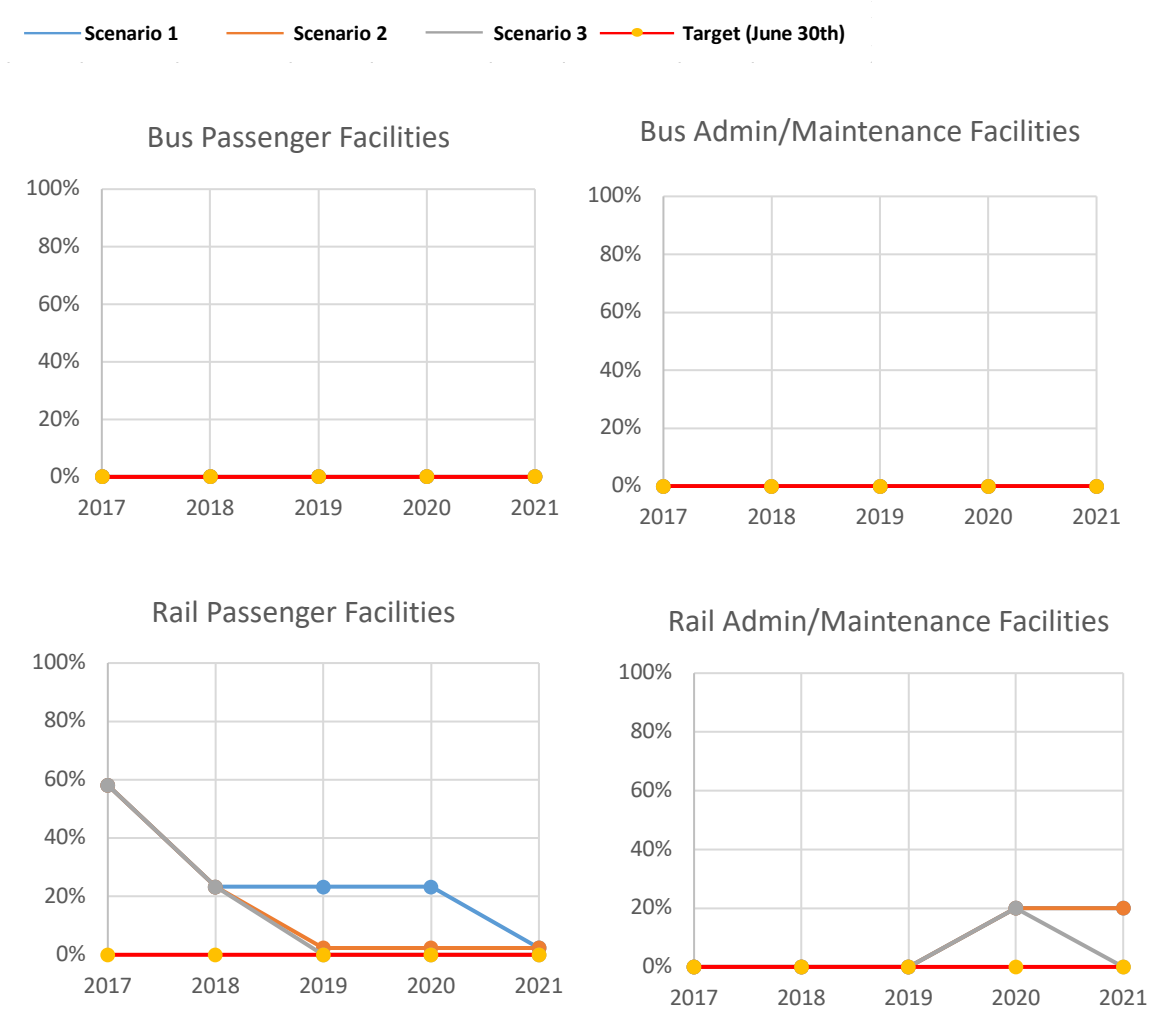 Scenario 1 Scenario 2 Scenario 3 Target (June 30th)
Bus Passenger Facilities
100%
80%
60%
40%
20%
0%
2017 2018 2019 2020 2021
Bus Admin/Maintenance Facilities
100%
80%
60%
40%
20%
0%
2017 2018 2019 2020 2021
Rail Passenger Facilities
100%
80%
60%
40%
20%
0%
2017 2018 2019 2020 2021
Rail Admin/Maintenance Facilities
100%
80%
60%
40%
20%
0%
2017 2018 2019 2020 2021